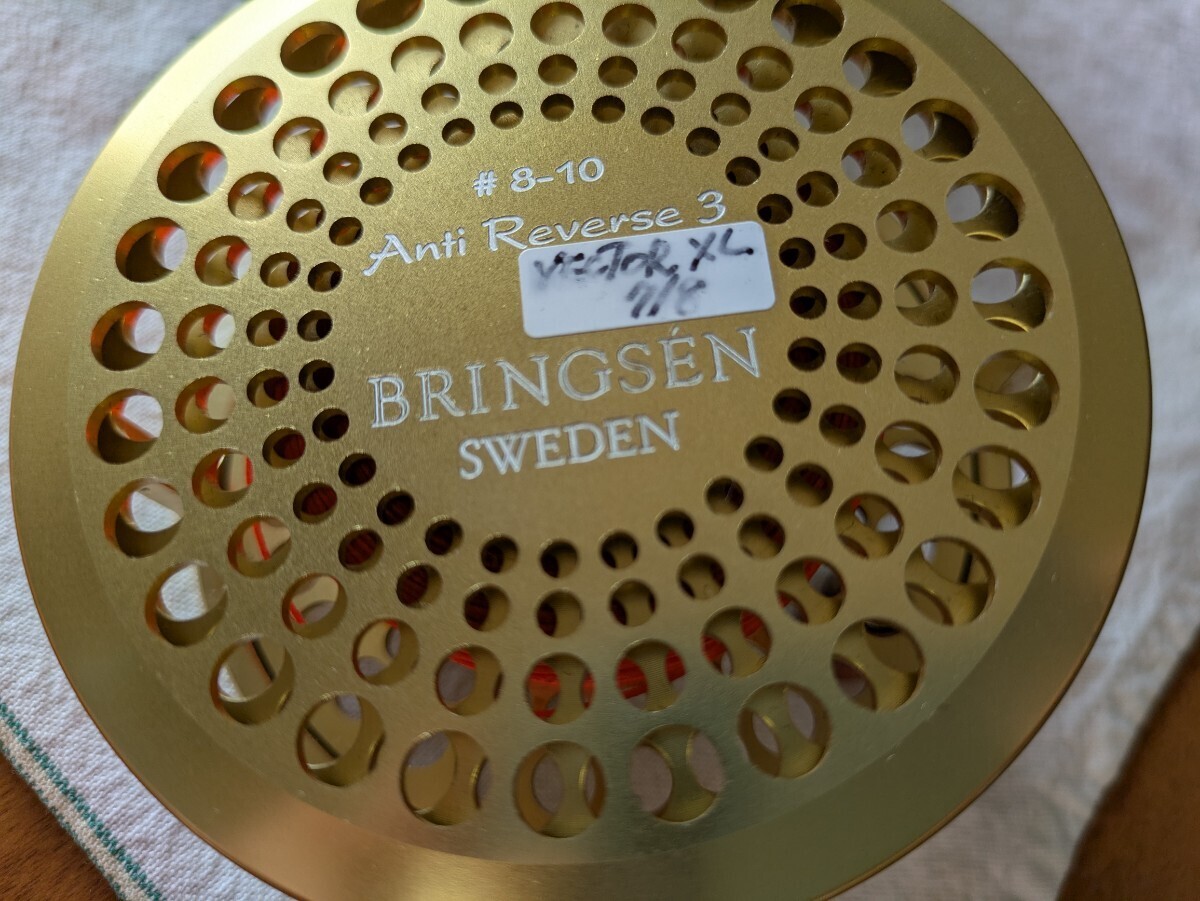 # 8-10
Anti Reverse 3
VECTOR XL
7/8
BRINGSÉN
SWEDEN